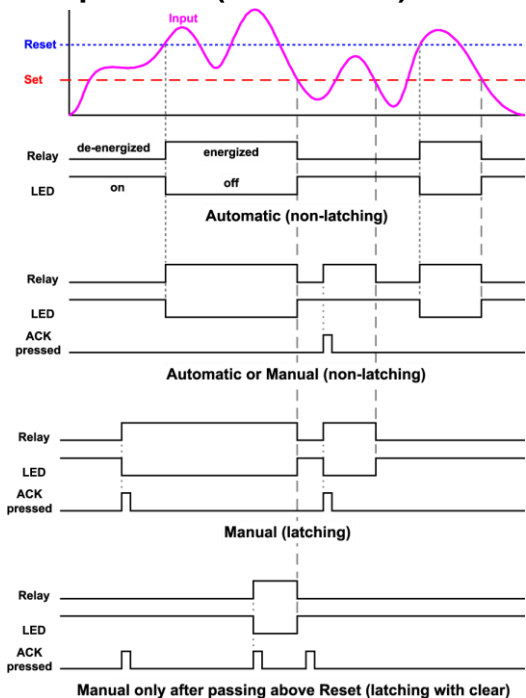 Input
Reset
Set
de-energized energized
Relay
LED
on off
Automatic (non-latching)
Relay
LED
ACK
pressed
Automatic or Manual (non-latching)
Relay
LED
ACK
pressed
Manual (latching)
Relay
LED
ACK
pressed
Manual only after passing above Reset (latching with clear)